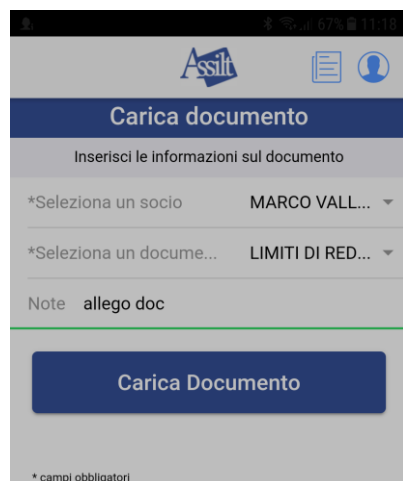 67% 11:18
Assilt
Carica documento
Inserisci le informazioni sul documento
*Seleziona un socio MARCO VALL...
*Seleziona un docume... LIMITI DI RED...
Note allego doc
Carica Documento
* campi obbligatori